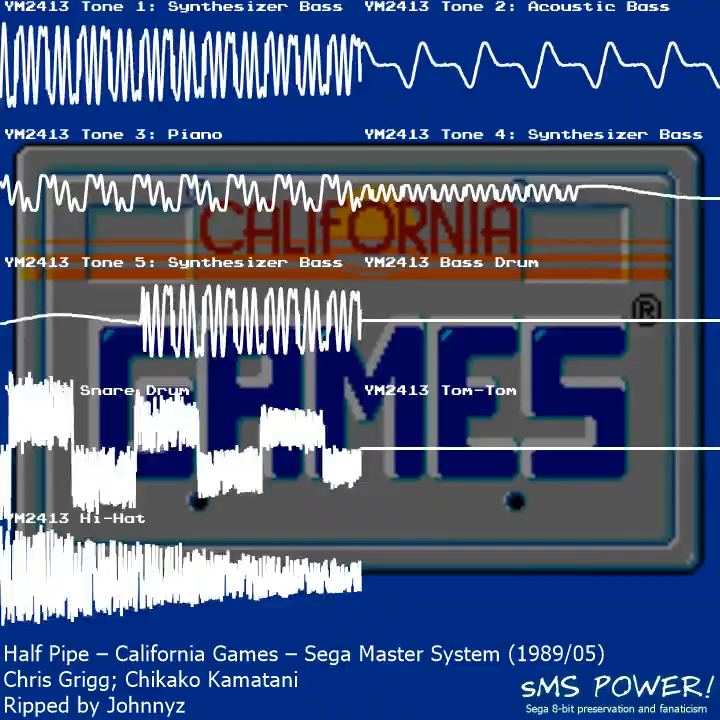 YM2413 Tone 1: Synthesizer Bass
YM2413 Tone 2: Acoustic Bass
YM2413 Tone 3: Piano
YM2413 Tone 4: Synthesizer Bass
CALIFORNIA
YM2413 Tone 5: Synthesizer Bass
YM2413 Bass Drum
®
GAMES
YM2413 Snare Drum
YM2413 Tom-Tom
YM2413 Hi-Hat
Half Pipe – California Games – Sega Master System (1989/05)
Chris Grigg; Chikako Kamatani
Ripped by Johnnyz
SMS POWER!
Sega 8-bit preservation and fanaticism